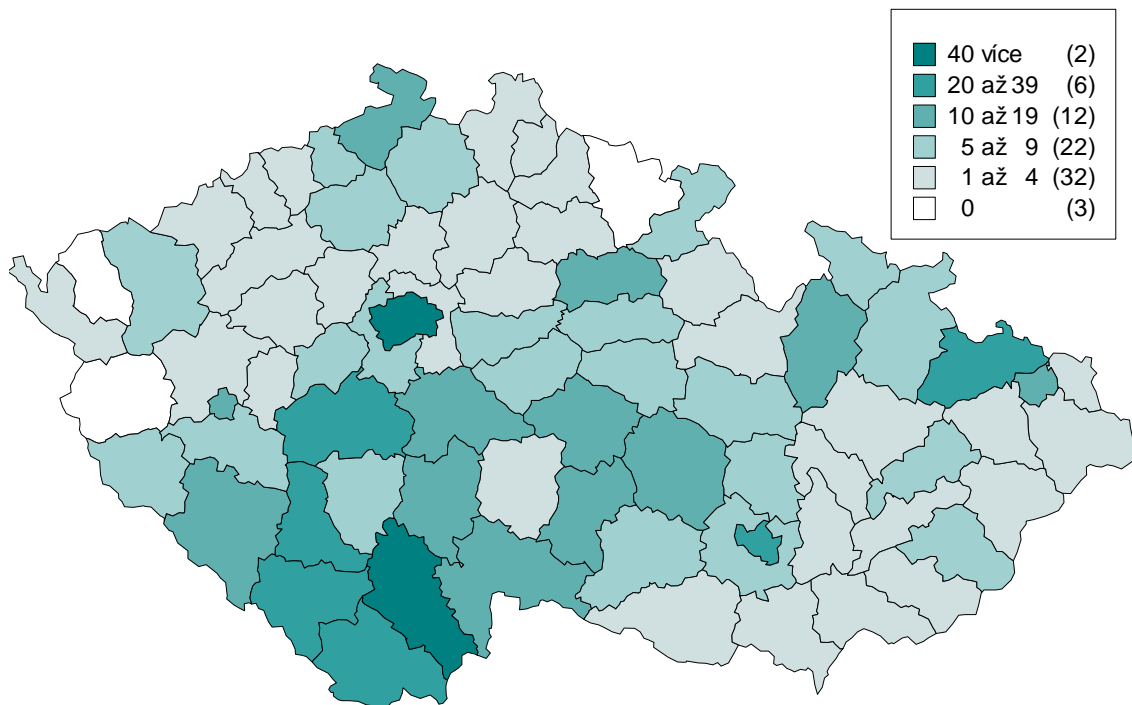 40 více (2)
20 až 39 (6)
10 až 19 (12)
5 až 9 (22)
1 až 4 (32)
0 (3)